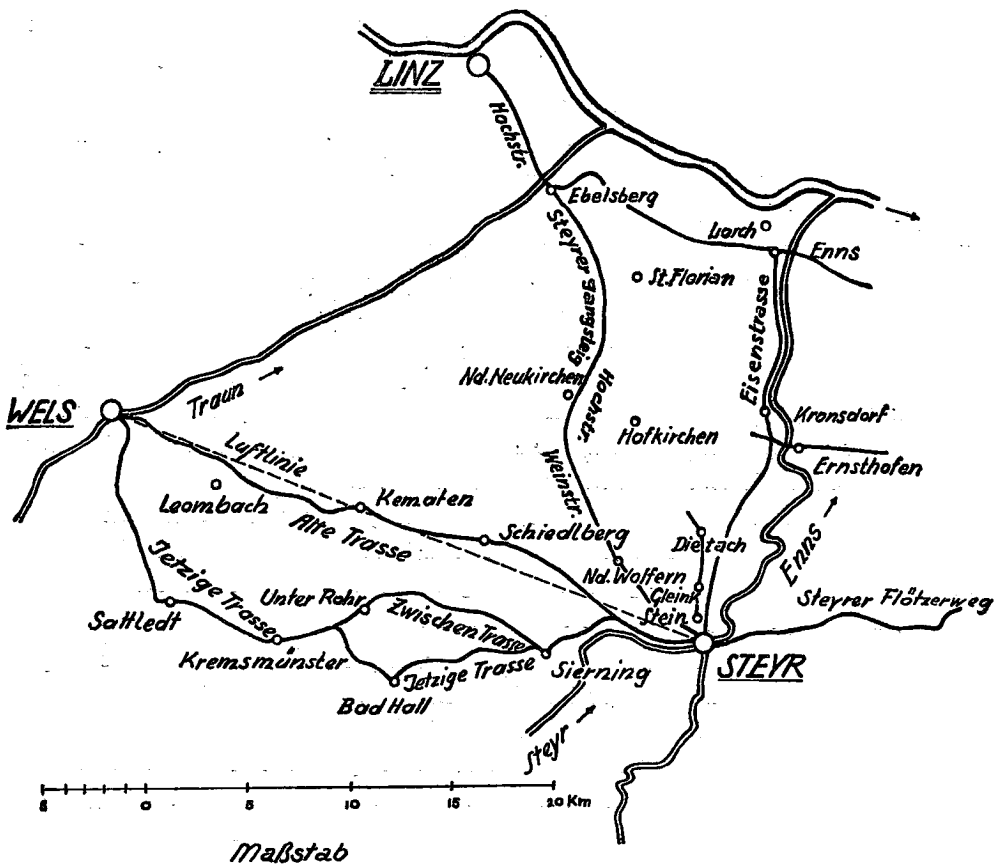 LINZ
Hochstr.
Ebelsberg
Lorch
Enns
Steyrer Gangsteig
St. Florian
Eisenstrasse
Nd. Neukirchen
Hochstr.
Traun
WELS
Kronsdorf
Hofkirchen
Ernsthofen
Luftlinie
Weinstr.
Leombach
Kematen
Alte Trasse
Schiedlberg
Dietach
Enns
Nd. Wolfern
Gleink
Stein
Jetzige Trasse
Unter Rohr
Zwischen Trasse
Steyrer Flötzerweg
Sattledt
Kremsmünster
Sierning
STEYR
Jetzige Trasse
Bad Hall
Steyr
5 0 5 10 15 20 Km
Maßstab